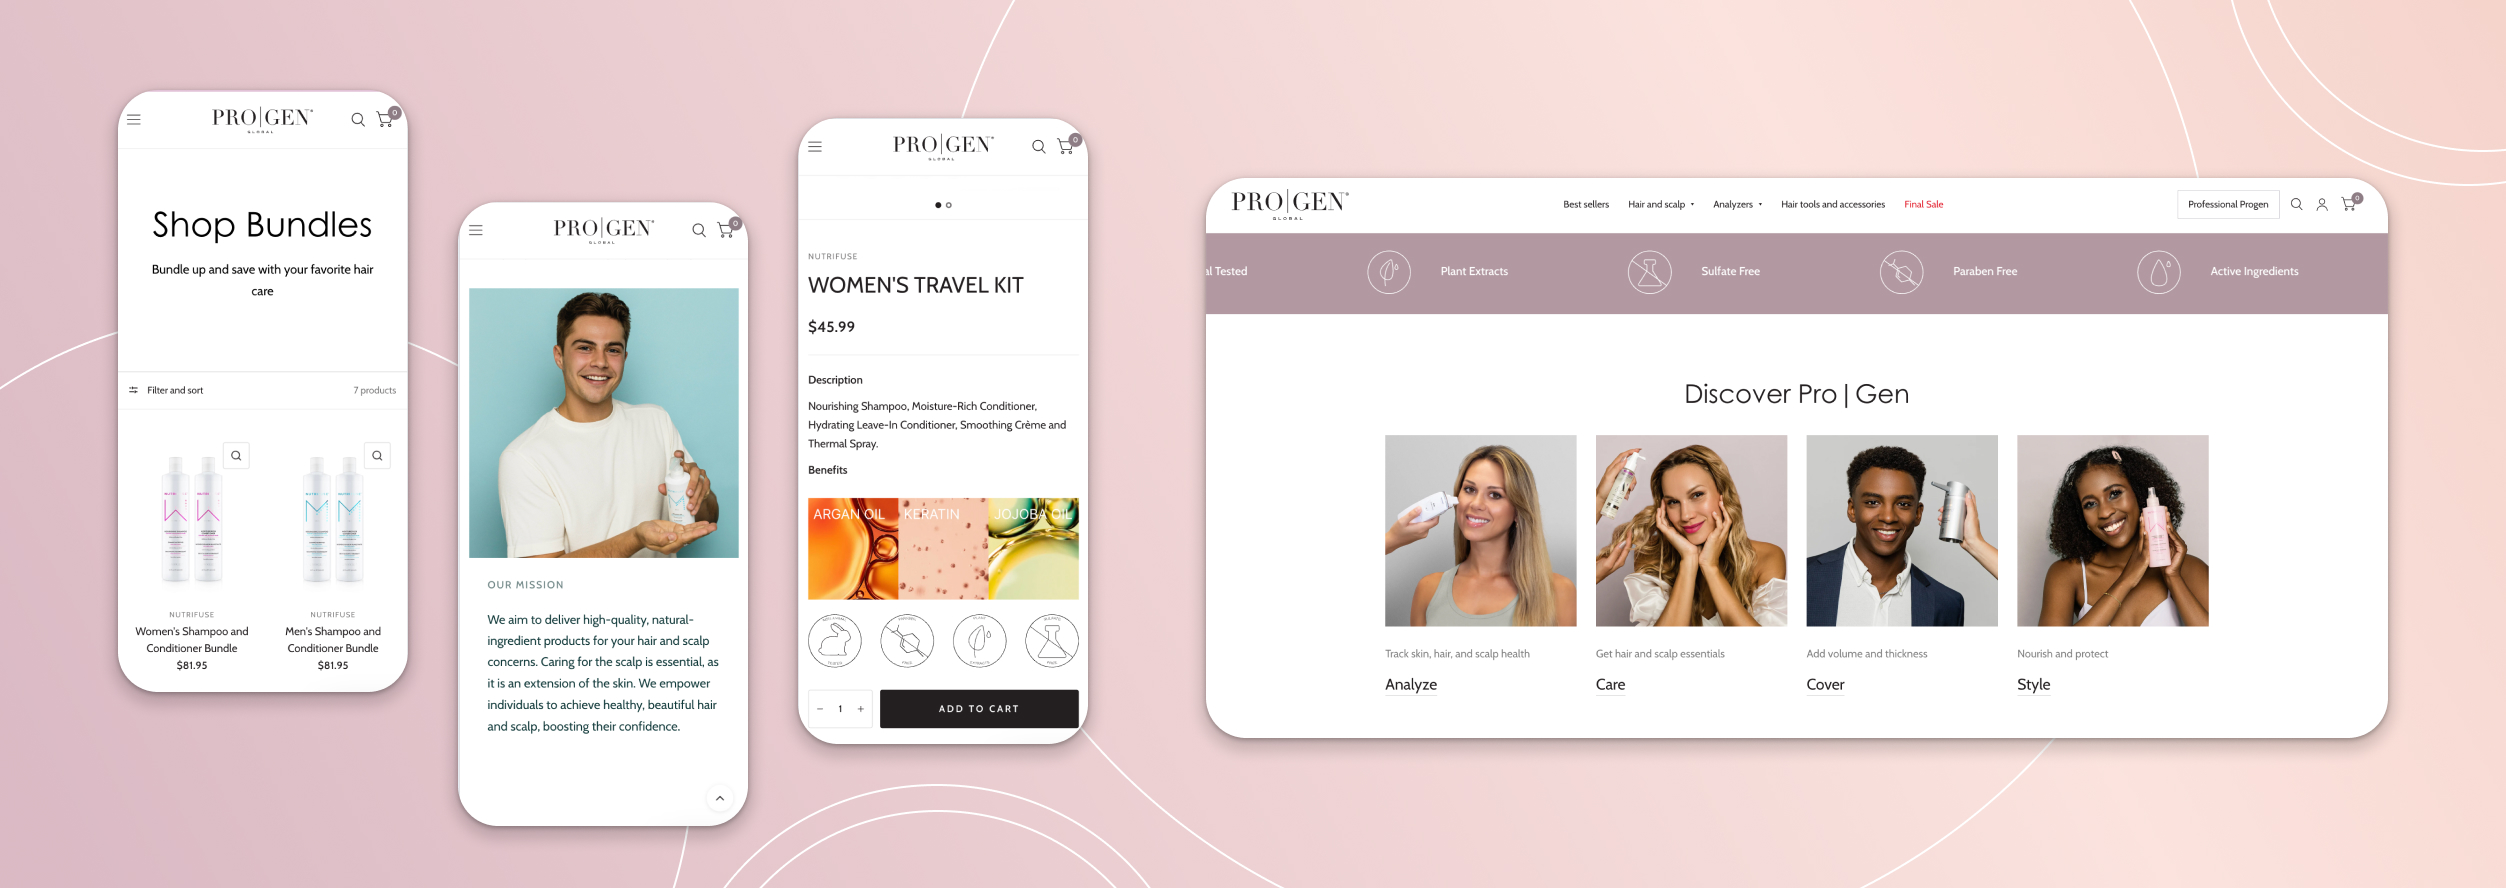 PRO|GEN®
GLOBAL
0
Shop Bundles
Bundle up and save with your favorite hair
care
Filter and sort
7 products
NUTRIFUSE
Women's Shampoo and
Conditioner Bundle
$81.95
NUTRIFUSE
Men's Shampoo and
Conditioner Bundle
$81.95
PRO|GEN®
GLOBAL
0
OUR MISSION
We aim to deliver high-quality, natural-
ingredient products for your hair and scalp
concerns. Caring for the scalp is essential, as
it is an extension of the skin. We empower
individuals to achieve healthy, beautiful hair
and scalp, boosting their confidence.
PRO|GEN®
GLOBAL
0
NUTRIFUSE
WOMEN'S TRAVEL KIT
$45.99
Description
Nourishing Shampoo, Moisture-Rich Conditioner,
Hydrating Leave-In Conditioner, Smoothing Crème and
Thermal Spray.
Benefits
ARGAN OIL
KERATIN
JOJOBA OIL
TESTED
FREE
EXTRACTS
FREE
− 1 +
ADD TO CART
PRO|GEN®
GLOBAL
Best sellers
Hair and scalp
Analyzers
Hair tools and accessories
Final Sale
Professional Progen
0
al Tested
Plant Extracts
Sulfate Free
Paraben Free
Active Ingredients
Discover Pro|Gen
Track skin, hair, and scalp health
Analyze
Get hair and scalp essentials
Care
Add volume and thickness
Cover
Nourish and protect
Style